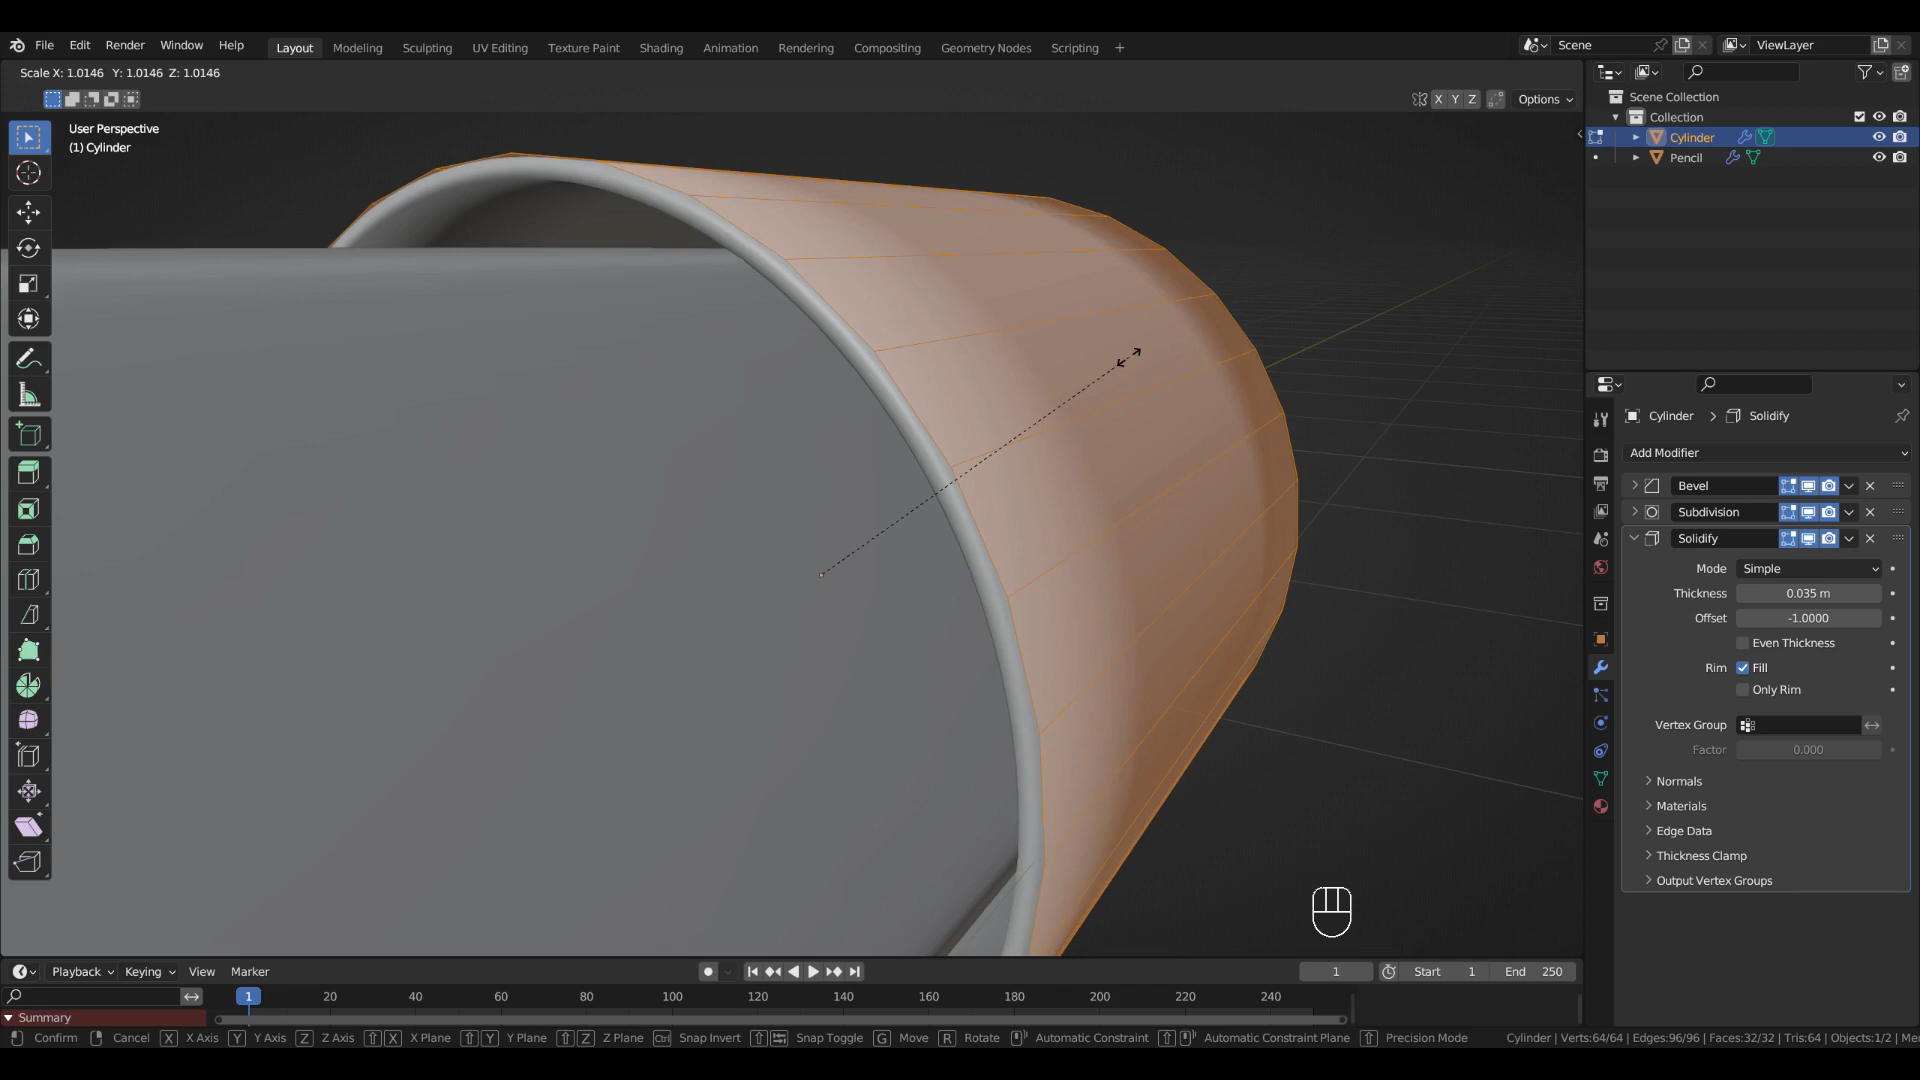 File Edit Render Window Help Layout Modeling Sculpting UV Editing Texture Paint Shading Animation Rendering Compositing Geometry Nodes Scripting + Scene ViewLayer
Scale X: 1.0146 Y: 1.0146 Z: 1.0146
X Y Z Options
User Perspective
(1) Cylinder
Scene Collection
Collection
Cylinder
Pencil
Cylinder > Solidify
Add Modifier
Bevel
Subdivision
Solidify
Mode Simple
Thickness 0.035 m
Offset -1.0000
Even Thickness
Rim Fill
Only Rim
Vertex Group
Factor 0.000
Normals
Materials
Edge Data
Thickness Clamp
Output Vertex Groups
Playback Keying View Marker 1 Start 1 End 250
1 20 40 60 80 100 120 140 160 180 200 220 240
Summary
Confirm Cancel X X Axis Y Y Axis Z Z Axis X X Plane Y Y Plane Z Z Plane Ctrl Snap Invert Snap Toggle G Move R Rotate Automatic Constraint Automatic Constraint Plane Precision Mode Cylinder | Verts:64/64 | Edges:96/96 | Faces:32/32 | Tris:64 | Objects:1/2 | Me